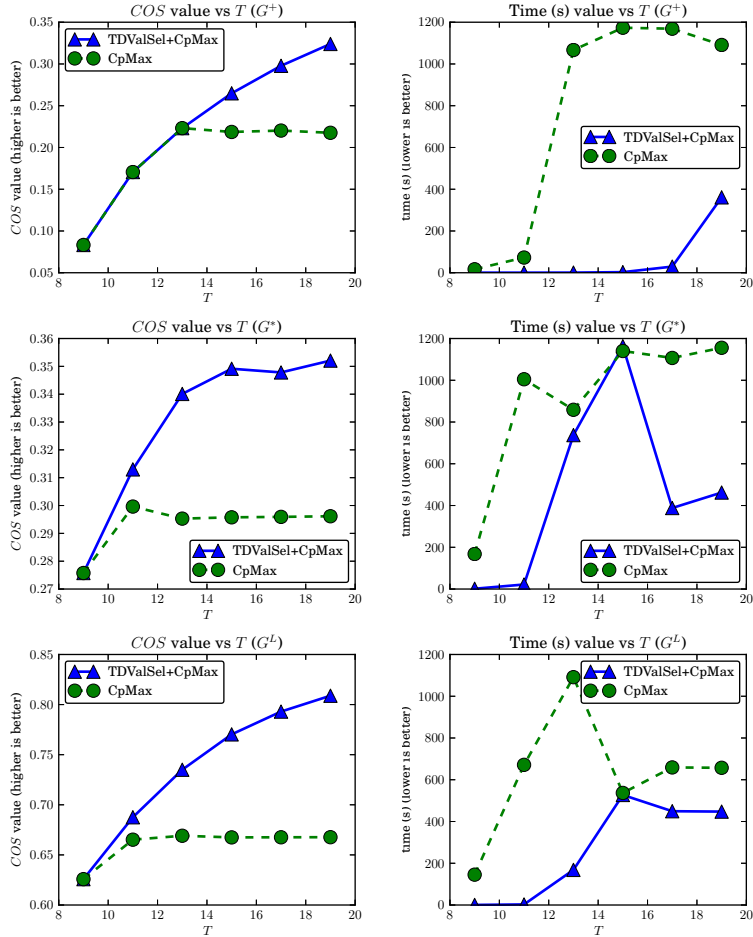 COS value vs T (G⁺)
COS value (higher is better)
0.35
0.30
0.25
0.20
0.15
0.10
0.05
TDValSel+CpMax
CpMax
8 10 12 14 16 18 20
T
Time (s) value vs T (G⁺)
time (s) (lower is better)
1200
1000
800
600
400
200
0
TDValSel+CpMax
CpMax
8 10 12 14 16 18 20
T
COS value vs T (G*)
COS value (higher is better)
0.36
0.35
0.34
0.33
0.32
0.31
0.30
0.29
0.28
0.27
TDValSel+CpMax
CpMax
8 10 12 14 16 18 20
T
Time (s) value vs T (G*)
time (s) (lower is better)
1200
1000
800
600
400
200
0
TDValSel+CpMax
CpMax
8 10 12 14 16 18 20
T
COS value vs T (Gᴸ)
COS value (higher is better)
0.85
0.80
0.75
0.70
0.65
0.60
TDValSel+CpMax
CpMax
8 10 12 14 16 18 20
T
Time (s) value vs T (Gᴸ)
time (s) (lower is better)
1200
1000
800
600
400
200
0
TDValSel+CpMax
CpMax
8 10 12 14 16 18 20
T